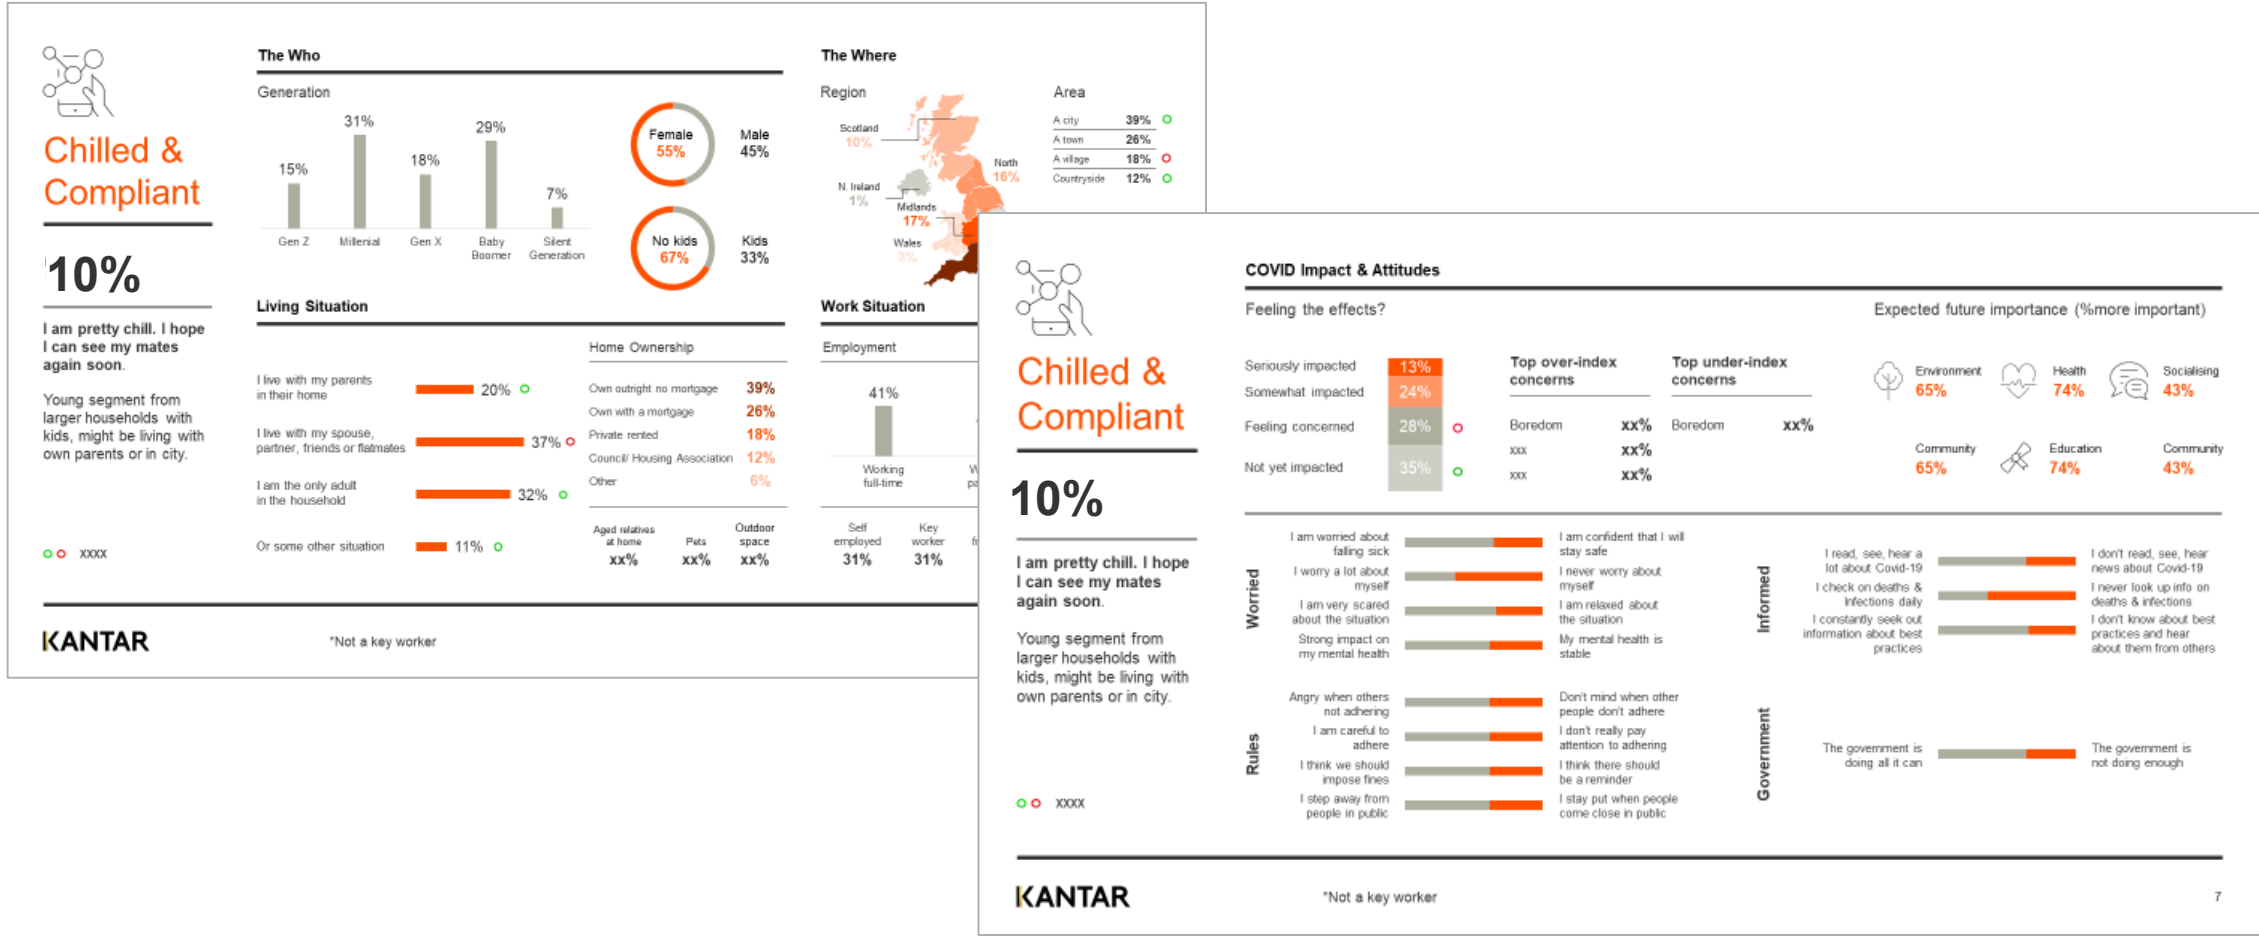 Chilled &
Compliant
10%
I am pretty chill. I hope
I can see my mates
again soon.
Young segment from
larger households with
kids, might be living with
own parents or in city.
XXXX
KANTAR
*Not a key worker
The Who
Generation
15%
31%
18%
29%
7%
Gen Z
Millenial
Gen X
Baby
Boomer
Silent
Generation
Female
55%
Male
45%
No kids
67%
Kids
33%
The Where
Region
Scotland
10%
N. Ireland
1%
North
16%
Midlands
17%
Wales
3%
Area
A city 39%
A town 26%
A village 18%
Countryside 12%
Living Situation
I live with my parents
in their home
20%
I live with my spouse,
partner, friends or flatmates
37%
I am the only adult
in the household
32%
Or some other situation
11%
Home Ownership
Own outright no mortgage 39%
Own with a mortgage 26%
Private rented 18%
Council/ Housing Association 12%
Other 6%
Aged relatives
at home
xx%
Pets
xx%
Outdoor
space
xx%
Work Situation
Employment
41%
Working
full-time
Self
employed
31%
Key
worker
31%
Chilled &
Compliant
10%
I am pretty chill. I hope
I can see my mates
again soon.
Young segment from
larger households with
kids, might be living with
own parents or in city.
XXXX
KANTAR
*Not a key worker
7
COVID Impact & Attitudes
Feeling the effects?
Seriously impacted 13%
Somewhat impacted 24%
Feeling concerned 28%
Not yet impacted 35%
Top over-index
concerns
Boredom xx%
xxx xx%
xxx xx%
Top under-index
concerns
Boredom xx%
Expected future importance (%more important)
Environment
65%
Health
74%
Socialising
43%
Community
65%
Education
74%
Community
43%
Worried
I am worried about
falling sick
I am confident that I will
stay safe
I worry a lot about
myself
I never worry about
myself
I am very scared
about the situation
I am relaxed about
the situation
Strong impact on
my mental health
My mental health is
stable
Rules
Angry when others
not adhering
Don't mind when other
people don't adhere
I am careful to
adhere
I don't really pay
attention to adhering
I think we should
impose fines
I think there should
be a reminder
I step away from
people in public
I stay put when people
come close in public
Informed
I read, see, hear a
lot about Covid-19
I don't read, see, hear
news about Covid-19
I check on deaths &
Infections daily
I never look up info on
deaths & infections
I constantly seek out
information about best
practices
I don't know about best
practices and hear
about them from others
Government
The government is
doing all it can
The government is
not doing enough